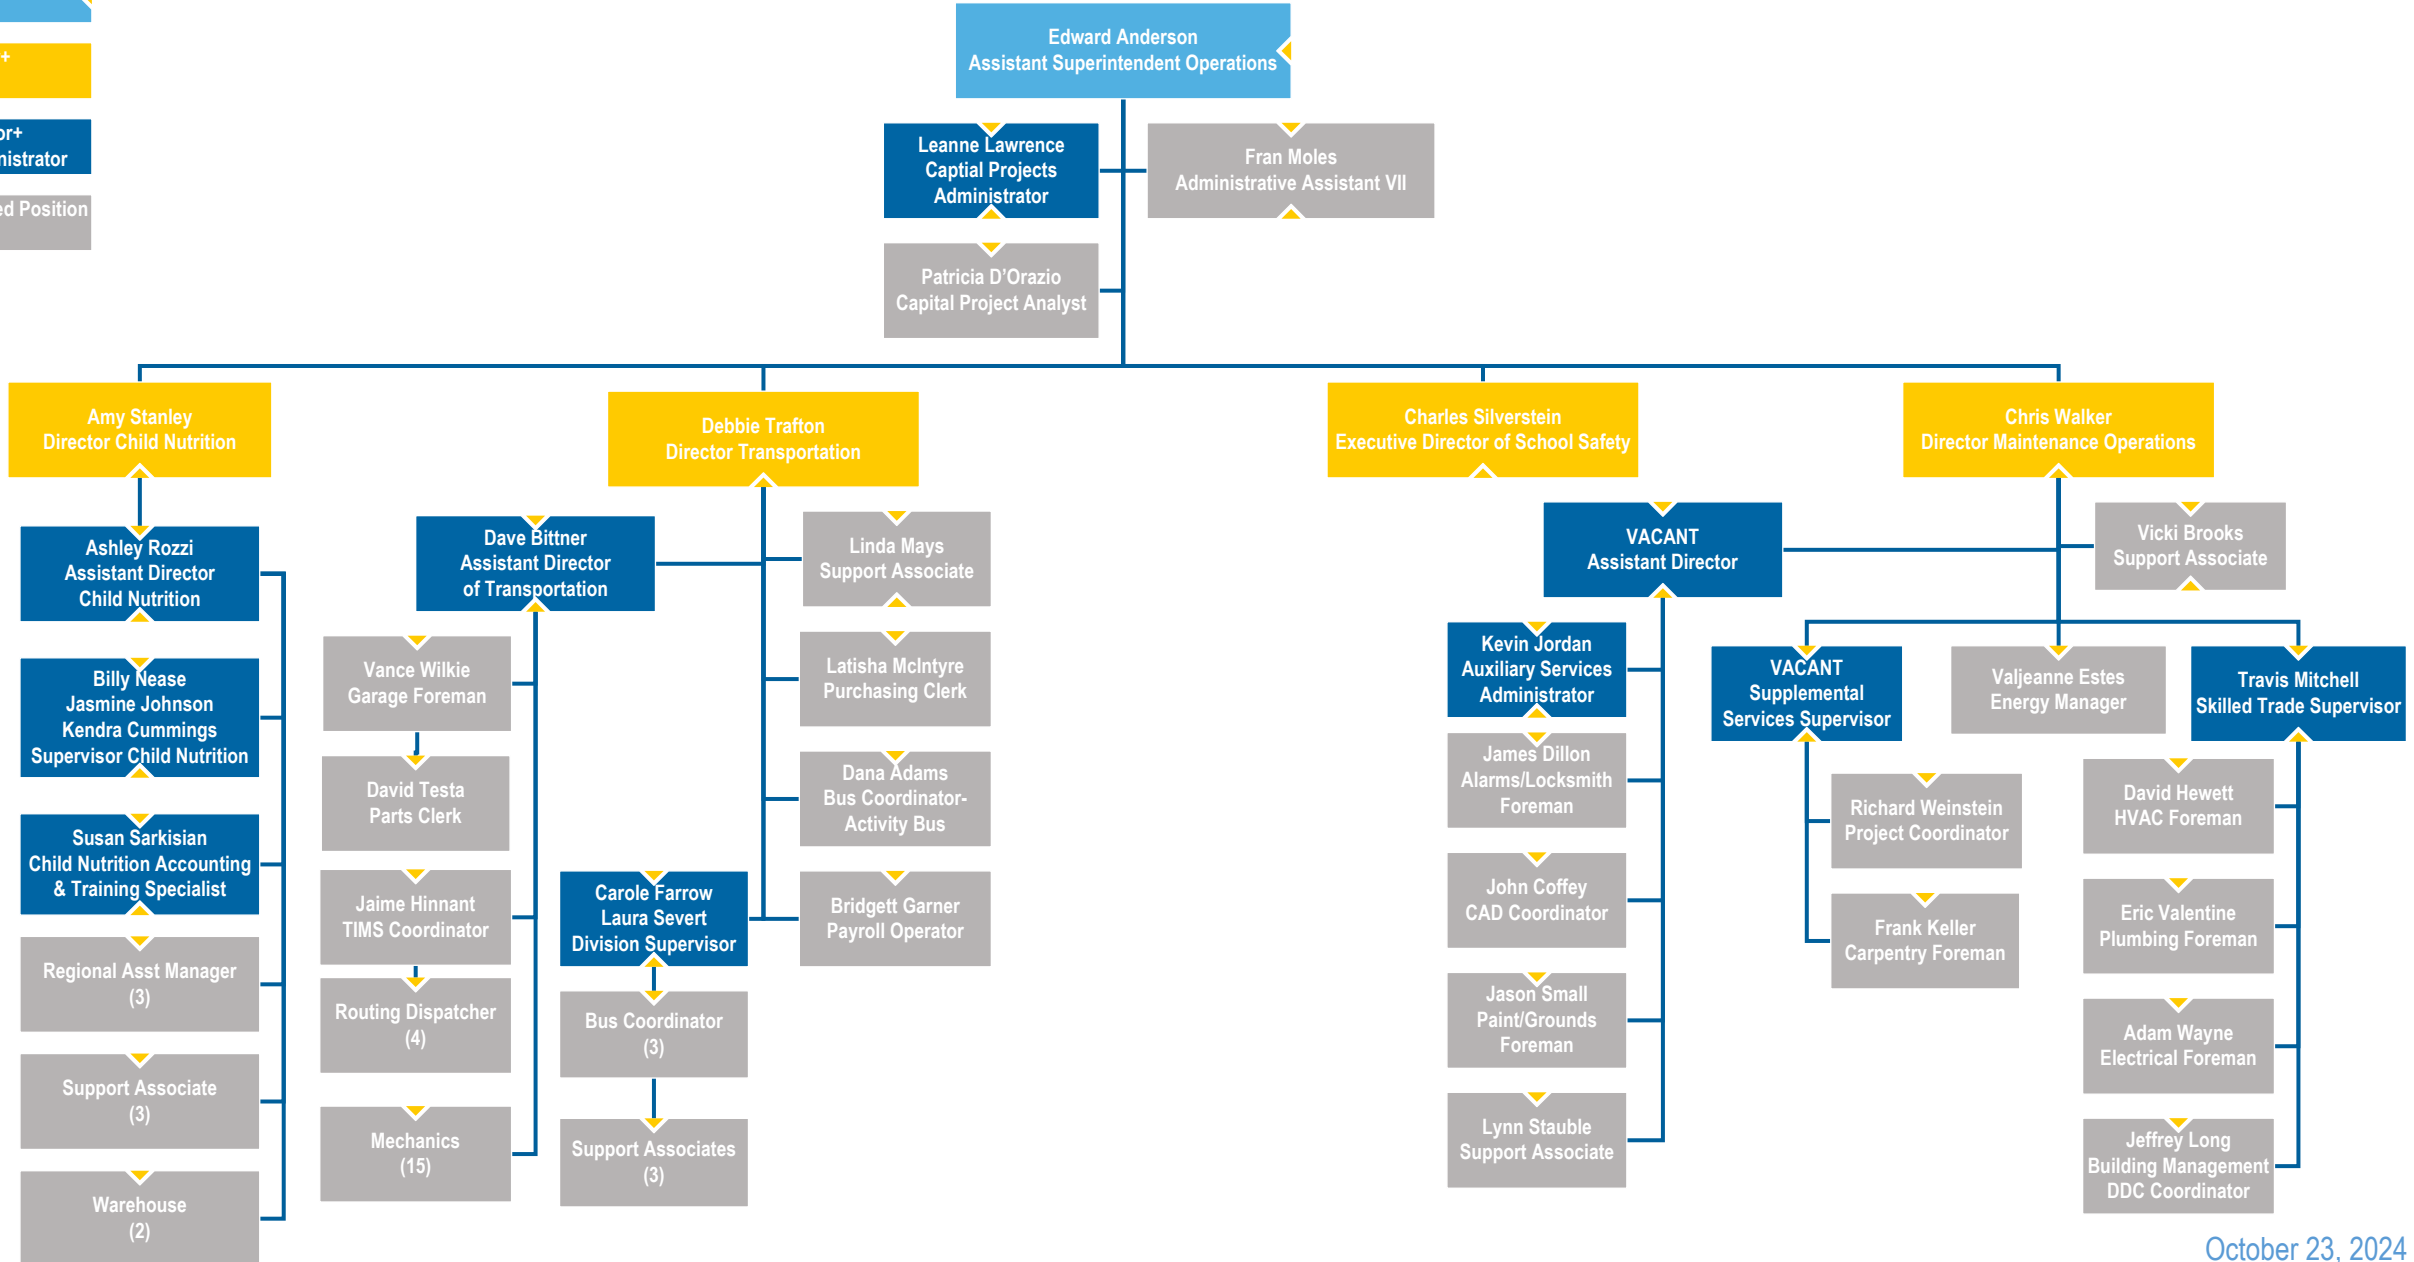 +
or+
nistrator
ed Position
Edward Anderson
Assistant Superintendent Operations
Leanne Lawrence
Captial Projects
Administrator
Fran Moles
Administrative Assistant VII
Patricia D’Orazio
Capital Project Analyst
Amy Stanley
Director Child Nutrition
Debbie Trafton
Director Transportation
Charles Silverstein
Executive Director of School Safety
Chris Walker
Director Maintenance Operations
Ashley Rozzi
Assistant Director
Child Nutrition
Billy Nease
Jasmine Johnson
Kendra Cummings
Supervisor Child Nutrition
Susan Sarkisian
Child Nutrition Accounting
& Training Specialist
Regional Asst Manager
(3)
Support Associate
(3)
Warehouse
(2)
Dave Bittner
Assistant Director
of Transportation
Vance Wilkie
Garage Foreman
David Testa
Parts Clerk
Jaime Hinnant
TIMS Coordinator
Routing Dispatcher
(4)
Mechanics
(15)
Linda Mays
Support Associate
Latisha McIntyre
Purchasing Clerk
Dana Adams
Bus Coordinator-
Activity Bus
Bridgett Garner
Payroll Operator
Carole Farrow
Laura Severt
Division Supervisor
Bus Coordinator
(3)
Support Associates
(3)
VACANT
Assistant Director
Kevin Jordan
Auxiliary Services
Administrator
James Dillon
Alarms/Locksmith
Foreman
John Coffey
CAD Coordinator
Jason Small
Paint/Grounds
Foreman
Lynn Stauble
Support Associate
Vicki Brooks
Support Associate
VACANT
Supplemental
Services Supervisor
Richard Weinstein
Project Coordinator
Frank Keller
Carpentry Foreman
Valjeanne Estes
Energy Manager
Travis Mitchell
Skilled Trade Supervisor
David Hewett
HVAC Foreman
Eric Valentine
Plumbing Foreman
Adam Wayne
Electrical Foreman
Jeffrey Long
Building Management
DDC Coordinator
October 23, 2024